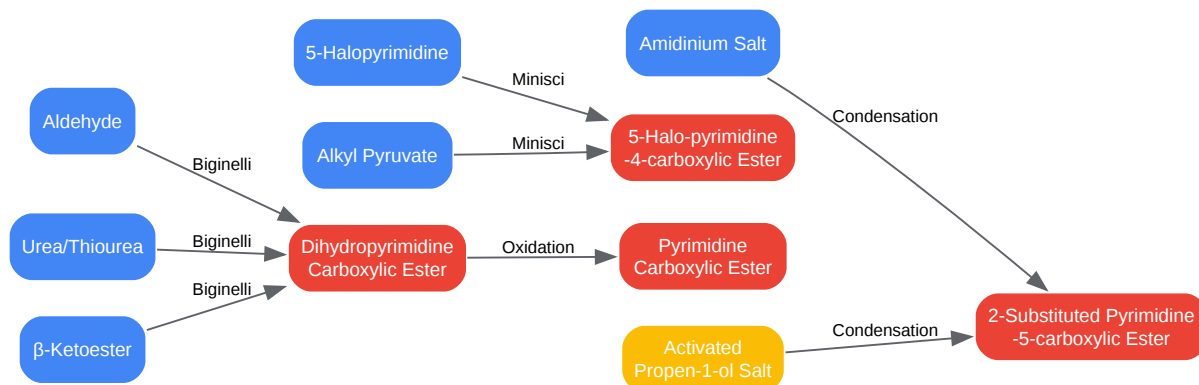 5-Halopyrimidine
Amidinium Salt
Aldehyde
Minisci
Condensation
5-Halo-pyrimidine
-4-carboxylic Ester
Alkyl Pyruvate
Minisci
Biginelli
Urea/Thiourea
Biginelli
Dihydropyrimidine
Carboxylic Ester
Oxidation
Pyrimidine
Carboxylic Ester
Biginelli
β-Ketoester
Activated
Propen-1-ol Salt
Condensation
2-Substituted Pyrimidine
-5-carboxylic Ester